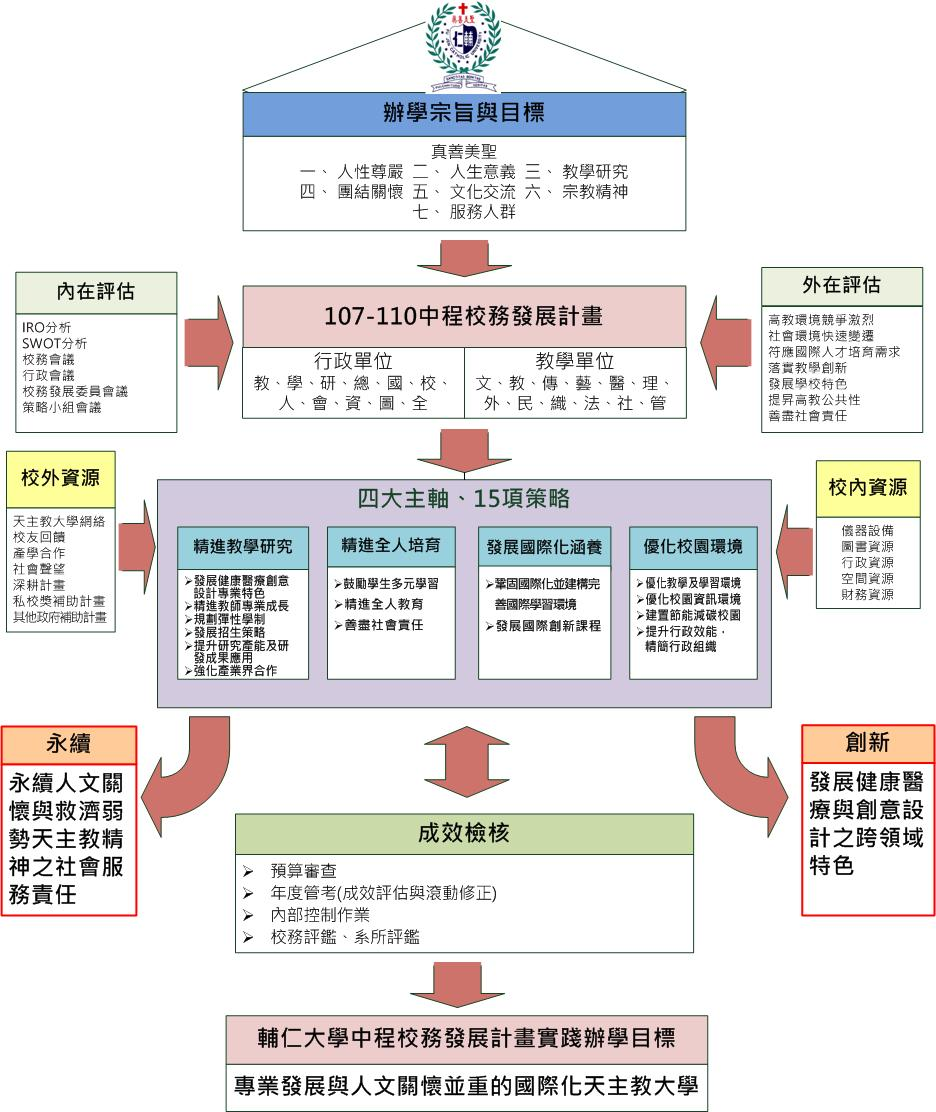 真善美聖
仁
辦學宗旨與目標
真善美聖
一、 人性尊嚴 二、 人生意義 三、 教學研究
四、 團結關懷 五、 文化交流 六、 宗教精神
七、 服務人群
內在評估
IRO分析
SWOT分析
校務會議
行政會議
校務發展委員會議
策略小組會議
107-110中程校務發展計畫
行政單位
教、學、研、總、國、校、
人、會、資、圖、全
教學單位
文、教、傳、藝、醫、理、
外、民、織、法、社、管
外在評估
高教環境競爭激烈
社會環境快速變遷
符應國際人才培育需求
落實教學創新
發展學校特色
提昇高教公共性
善盡社會責任
校外資源
天主教大學網絡
校友回饋
產學合作
社會聲望
深耕計畫
私校獎補助計畫
其他政府補助計畫
四大主軸、15項策略
精進教學研究
➢發展健康醫療創意
設計專業特色
➢精進教師專業成長
➢規劃彈性學制
➢發展招生策略
➢提升研究產能及研
發成果應用
➢強化產業界合作
精進全人培育
➢鼓勵學生多元學習
➢精進全人教育
➢善盡社會責任
發展國際化涵養
➢鞏固國際化並建構完
善國際學習環境
➢發展國際創新課程
優化校園環境
➢優化教學及學習環境
➢優化校園資訊環境
➢建置節能減碳校園
➢提升行政效能，
精簡行政組織
校內資源
儀器設備
圖書資源
行政資源
空間資源
財務資源
永續
永續人文關
懷與救濟弱
勢天主教精
神之社會服
務責任
創新
發展健康醫
療與創意設
計之跨領域
特色
成效檢核
➢ 預算審查
➢ 年度管考(成效評估與滾動修正)
➢ 內部控制作業
➢ 校務評鑑、系所評鑑
輔仁大學中程校務發展計畫實踐辦學目標
專業發展與人文關懷並重的國際化天主教大學